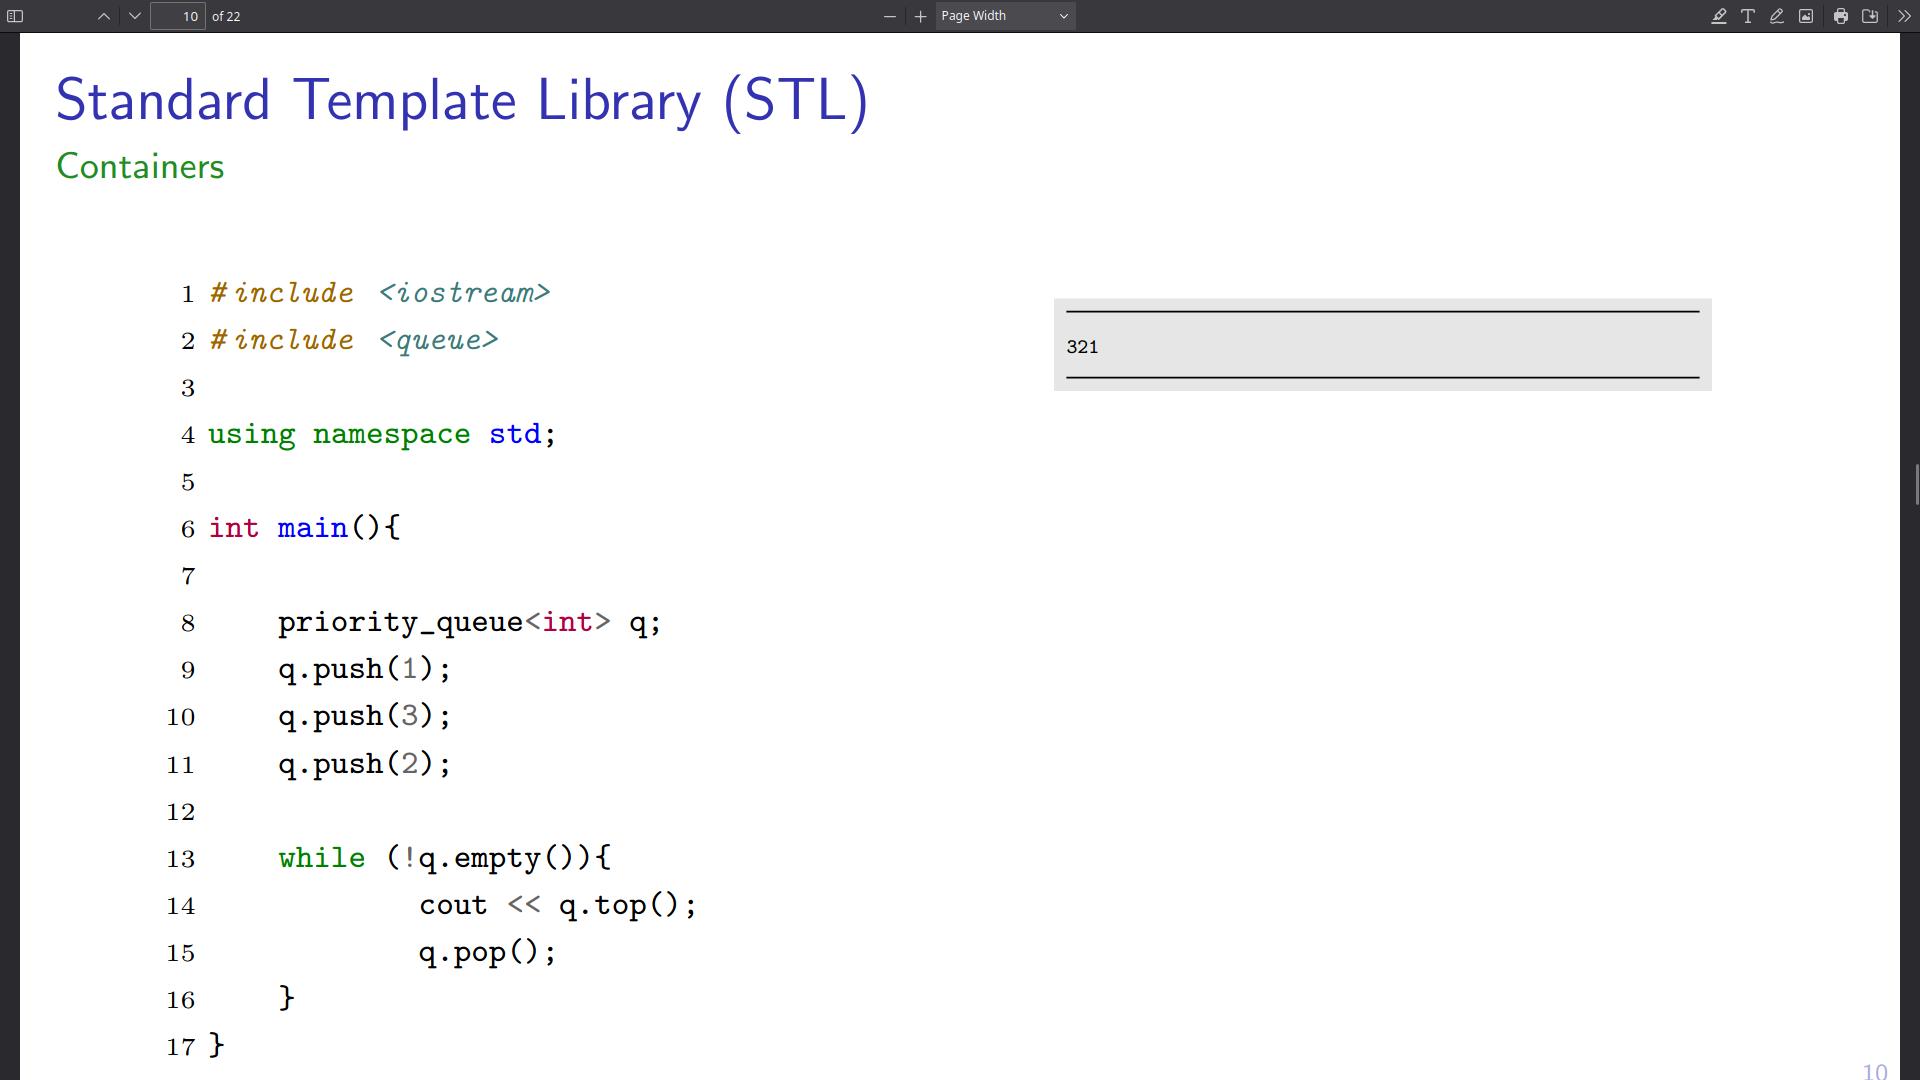 10 of 22 Page Width
Standard Template Library (STL)
Containers
1 #include <iostream>
2 #include <queue>
3
4 using namespace std;
5
6 int main(){
7
8 priority_queue<int> q;
9 q.push(1);
10 q.push(3);
11 q.push(2);
12
13 while (!q.empty()){
14 cout << q.top();
15 q.pop();
16 }
17 }
321
10